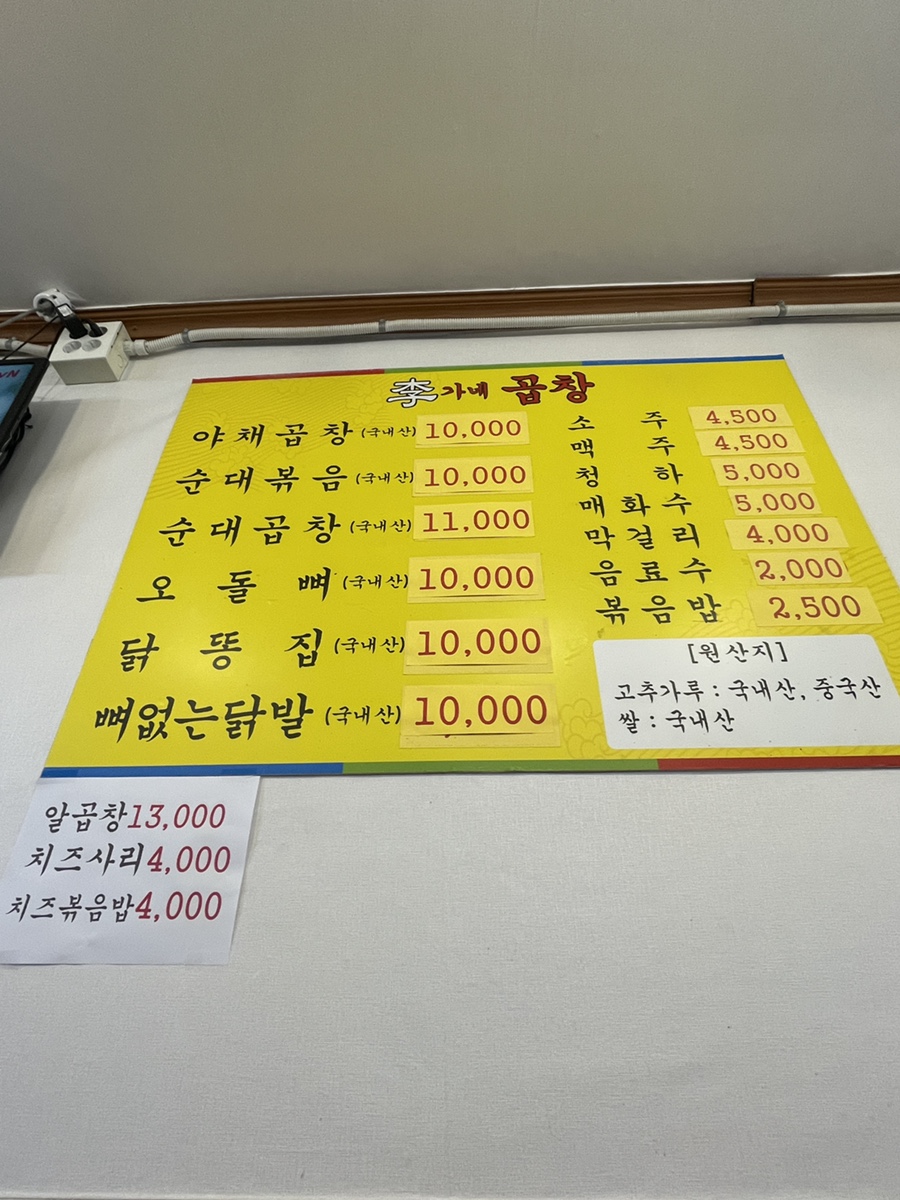 李가네 곱창
야채곱창 (국내산) 10,000
순대볶음 (국내산) 10,000
순대곱창 (국내산) 11,000
오돌뼈 (국내산) 10,000
닭똥집 (국내산) 10,000
뼈없는닭발 (국내산) 10,000
소주 4,500
맥주 4,500
청하 5,000
매화수 5,000
막걸리 4,000
음료수 2,000
볶음밥 2,500
[원산지]
고추가루 : 국내산, 중국산
쌀 : 국내산
알곱창13,000
치즈사리4,000
치즈볶음밥4,000